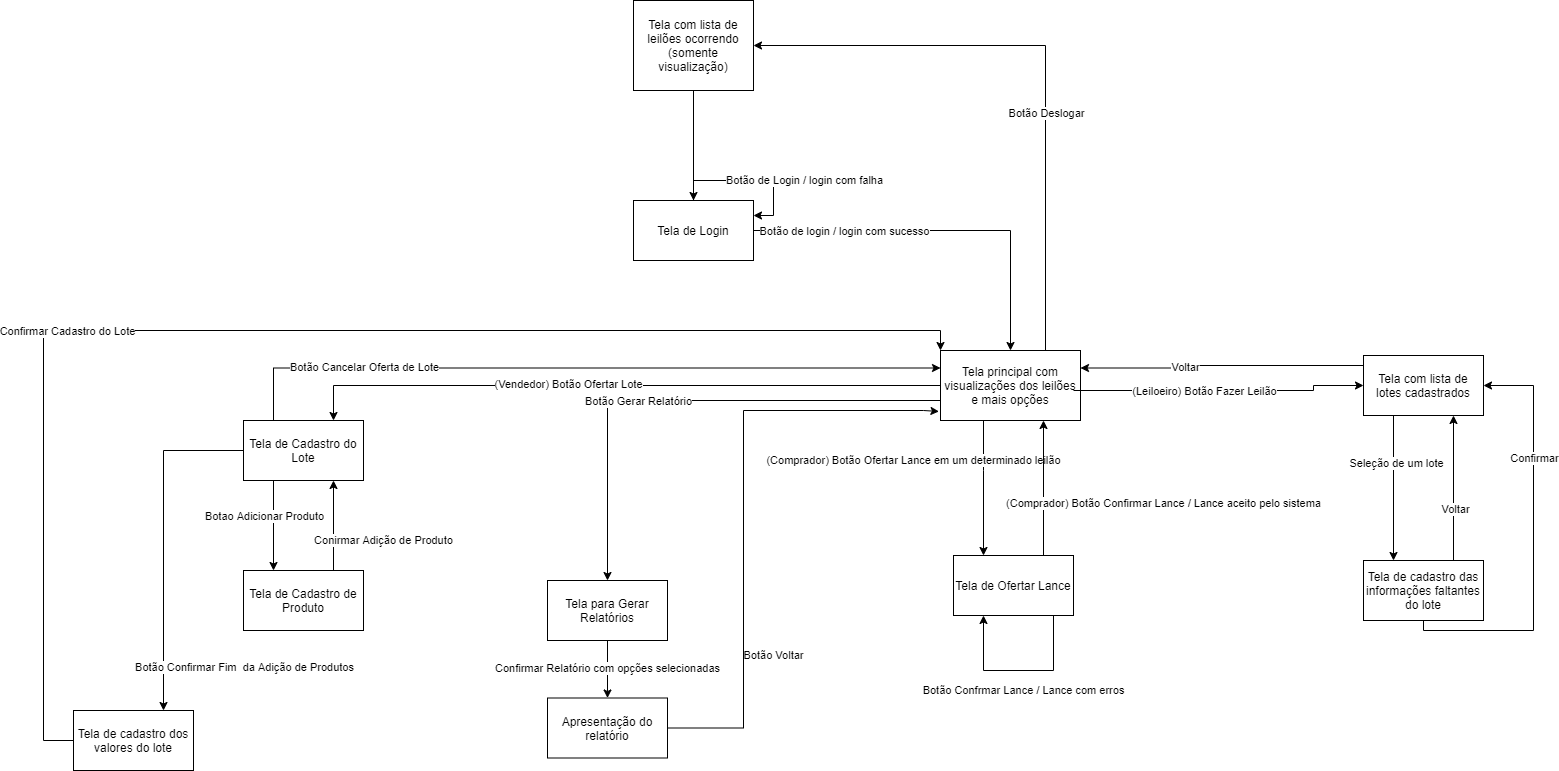 Tela com lista de
leilões ocorrendo
(somente
visualização)
Botão Deslogar
Botão de Login / login com falha
Tela de Login
Botão de login / login com sucesso
Confirmar Cadastro do Lote
Botão Cancelar Oferta de Lote
(Vendedor) Botão Ofertar Lote
Botão Gerar Relatório
Tela principal com
visualizações dos leilões
e mais opções
Voltar
(Leiloeiro) Botão Fazer Leilão
Tela com lista de
lotes cadastrados
Tela de Cadastro do
Lote
(Comprador) Botão Ofertar Lance em um determinado leilão
Seleção de um lote
Confirmar
(Comprador) Botão Confirmar Lance / Lance aceito pelo sistema
Voltar
Botao Adicionar Produto
Conirmar Adição de Produto
Tela de Cadastro de
Produto
Tela para Gerar
Relatórios
Tela de Ofertar Lance
Tela de cadastro das
informações faltantes
do lote
Botão Confirmar Fim  da Adição de Produtos
Confirmar Relatório com opções selecionadas
Botão Voltar
Botão Confrmar Lance / Lance com erros
Tela de cadastro dos
valores do lote
Apresentação do
relatório